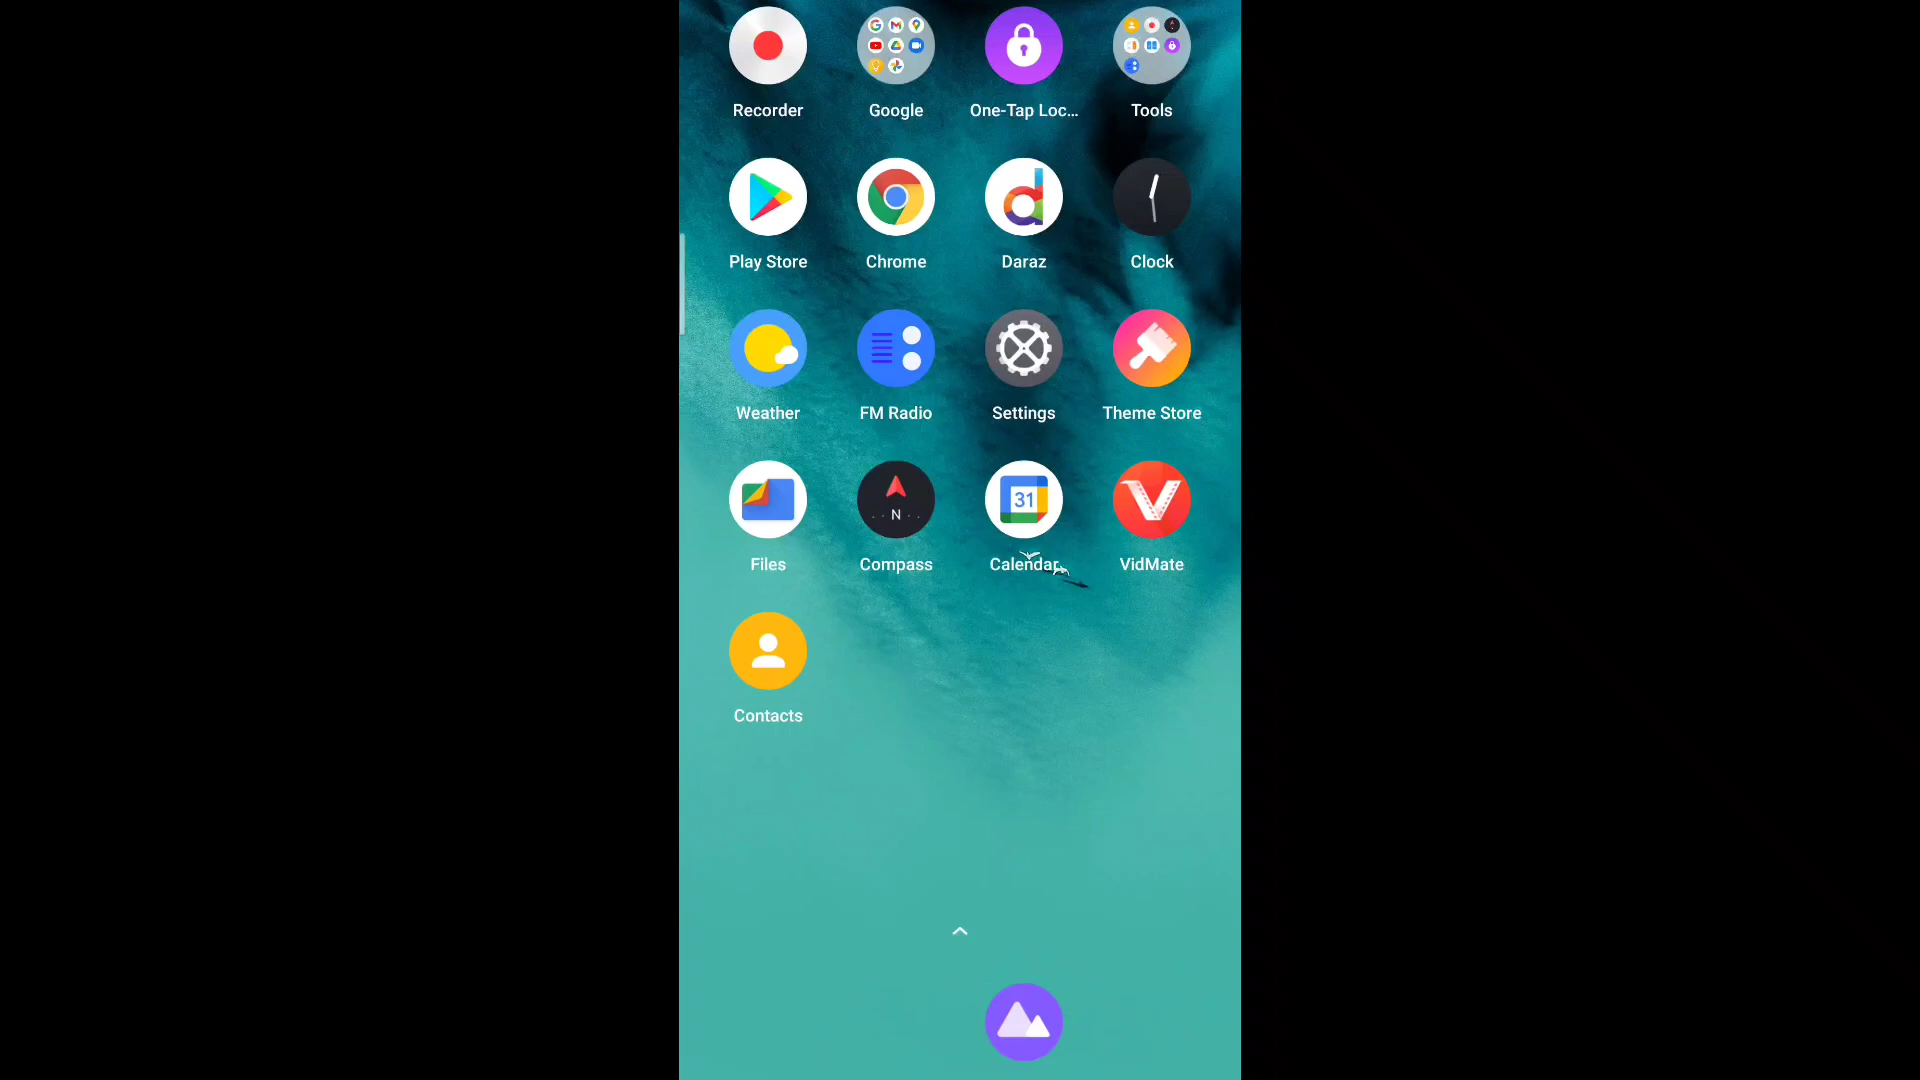 Recorder
Google
One-Tap Loc...
Tools
Play Store
Chrome
Daraz
Clock
Weather
FM Radio
Settings
Theme Store
N
31
Files
Compass
Calendar
VidMate
Contacts